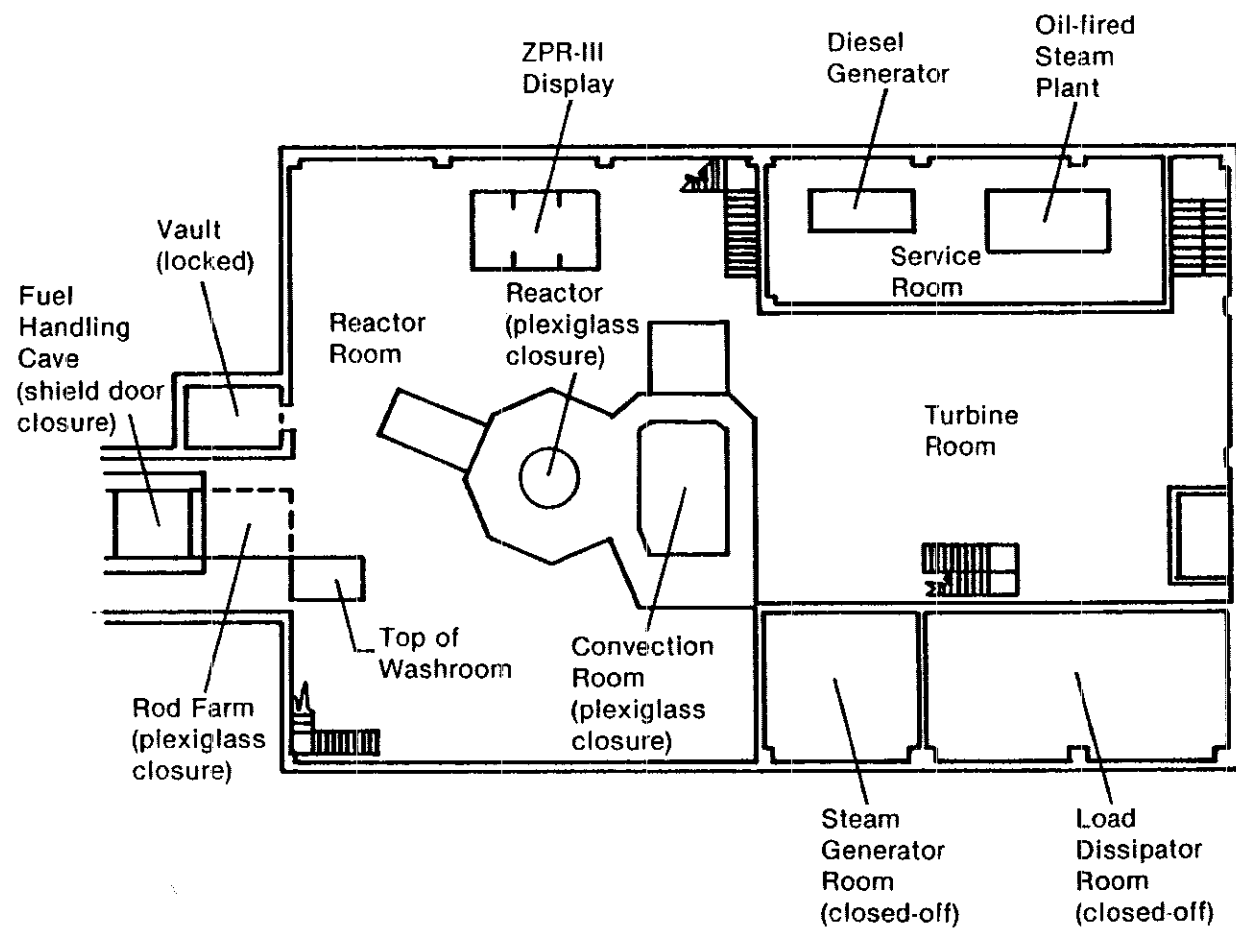 ZPR-III
Display
Diesel
Generator
Oil-fired
Steam
Plant
Vault
(locked)
Fuel
Handling
Cave
(shield door
closure)
Reactor
Room
Reactor
(plexiglass
closure)
Service
Room
Turbine
Room
Top of
Washroom
Rod Farm
(plexiglass
closure)
Convection
Room
(plexiglass
closure)
Steam
Generator
Room
(closed-off)
Load
Dissipator
Room
(closed-off)